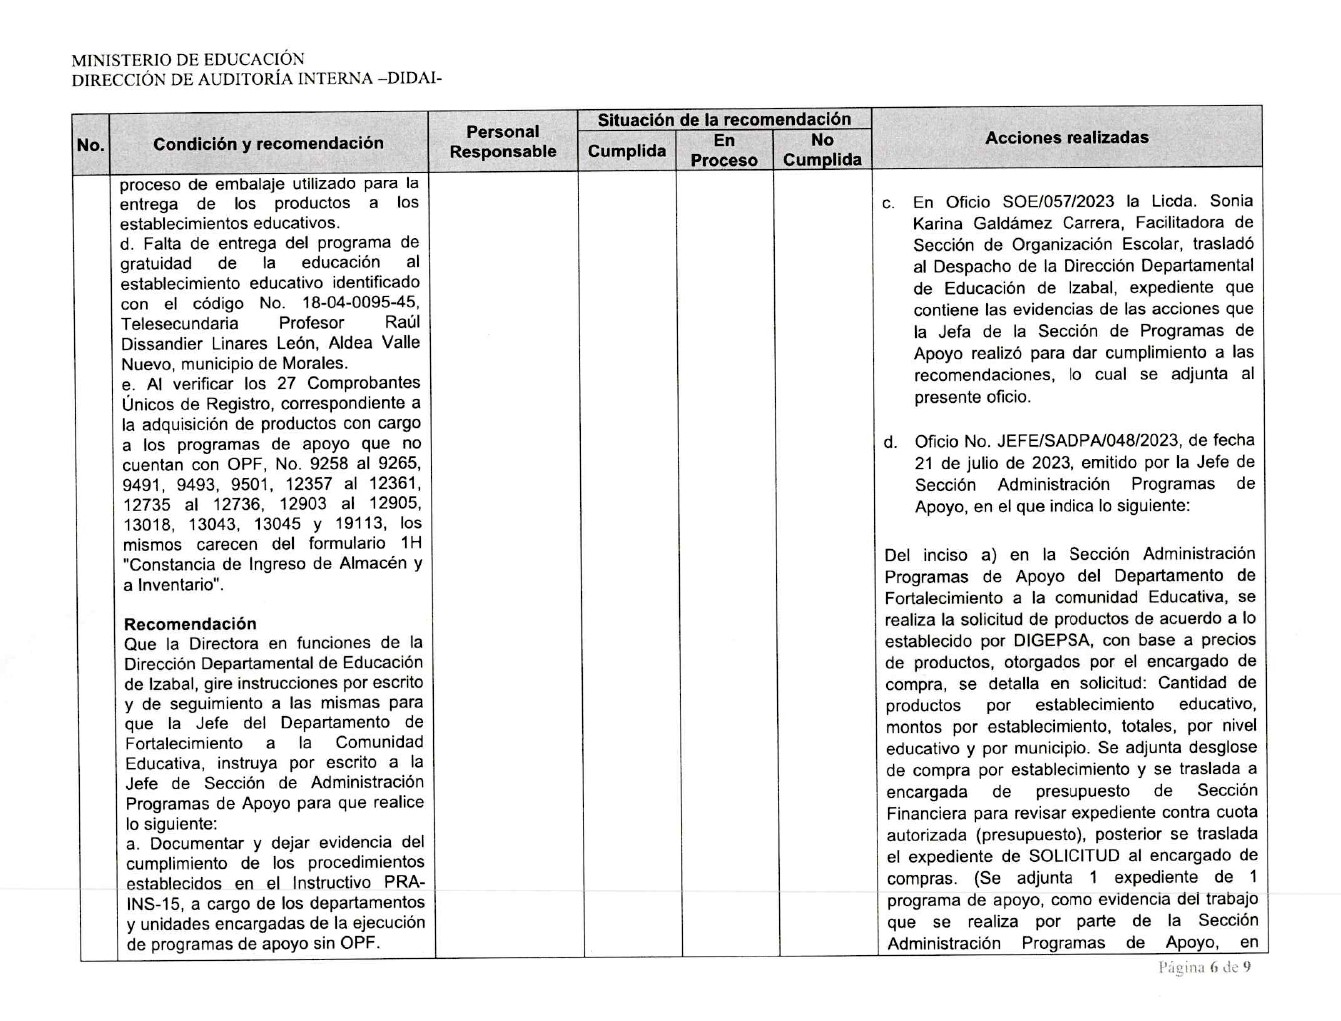 MINISTERIO DE EDUCACIÓN
DIRECCIÓN DE AUDITORÍA INTERNA –DIDAI-
No.
Condición y recomendación
Personal
Responsable
Situación de la recomendación
Cumplida
En
Proceso
No
Cumplida
Acciones realizadas
proceso de embalaje utilizado para la
entrega de los productos a los
establecimientos educativos.
d. Falta de entrega del programa de
gratuidad de la educación al
establecimiento educativo identificado
con el código No. 18-04-0095-45,
Telesecundaria Profesor Raúl
Dissandier Linares León, Aldea Valle
Nuevo, municipio de Morales.
e. Al verificar los 27 Comprobantes
Únicos de Registro, correspondiente a
la adquisición de productos con cargo
a los programas de apoyo que no
cuentan con OPF, No. 9258 al 9265,
9491, 9493, 9501, 12357 al 12361,
12735 al 12736, 12903 al 12905,
13018, 13043, 13045 y 19113, los
mismos carecen del formulario 1H
"Constancia de Ingreso de Almacén y
a Inventario".
Recomendación
Que la Directora en funciones de la
Dirección Departamental de Educación
de Izabal, gire instrucciones por escrito
y de seguimiento a las mismas para
que la Jefe del Departamento de
Fortalecimiento a la Comunidad
Educativa, instruya por escrito a la
Jefe de Sección de Administración
Programas de Apoyo para que realice
lo siguiente:
a. Documentar y dejar evidencia del
cumplimiento de los procedimientos
establecidos en el Instructivo PRA-
INS-15, a cargo de los departamentos
y unidades encargadas de la ejecución
de programas de apoyo sin OPF.
c. En Oficio SOE/057/2023 la Licda. Sonia
Karina Galdámez Carrera, Facilitadora de
Sección de Organización Escolar, trasladó
al Despacho de la Dirección Departamental
de Educación de Izabal, expediente que
contiene las evidencias de las acciones que
la Jefa de la Sección de Programas de
Apoyo realizó para dar cumplimiento a las
recomendaciones, lo cual se adjunta al
presente oficio.
d. Oficio No. JEFE/SADPA/048/2023, de fecha
21 de julio de 2023, emitido por la Jefe de
Sección Administración Programas de
Apoyo, en el que indica lo siguiente:
Del inciso a) en la Sección Administración
Programas de Apoyo del Departamento de
Fortalecimiento a la comunidad Educativa, se
realiza la solicitud de productos de acuerdo a lo
establecido por DIGEPSA, con base a precios
de productos, otorgados por el encargado de
compra, se detalla en solicitud: Cantidad de
productos por establecimiento educativo,
montos por establecimiento, totales, por nivel
educativo y por municipio. Se adjunta desglose
de compra por establecimiento y se traslada a
encargada de presupuesto de Sección
Financiera para revisar expediente contra cuota
autorizada (presupuesto), posterior se traslada
el expediente de SOLICITUD al encargado de
compras. (Se adjunta 1 expediente de 1
programa de apoyo, como evidencia del trabajo
que se realiza por parte de la Sección
Administración Programas de Apoyo, en
Página 6 de 9